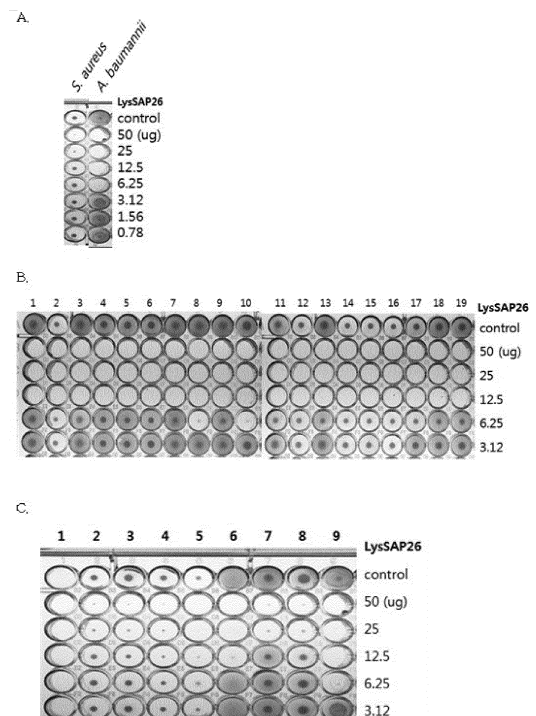 A.
S. aureus
A. baumannii
LysSAP26
control
50 (ug)
25
12.5
6.25
3.12
1.56
0.78
B.
1 2 3 4 5 6 7 8 9 10 11 12 13 14 15 16 17 18 19
LysSAP26
control
50 (ug)
25
12.5
6.25
3.12
C.
1 2 3 4 5 6 7 8 9
LysSAP26
control
50 (ug)
25
12.5
6.25
3.12